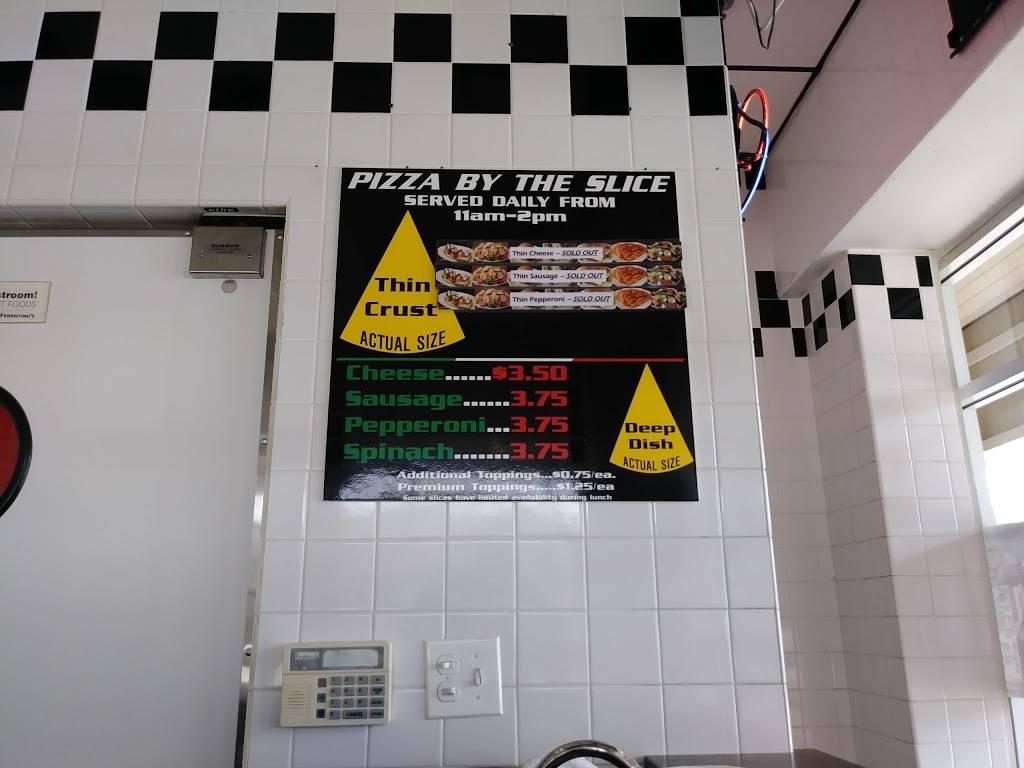 PIZZA BY THE SLICE
SERVED DAILY FROM
11am-2pm
Thin
Crust
ACTUAL SIZE
Thin Cheese – SOLD OUT
Thin Sausage – SOLD OUT
Thin Pepperoni – SOLD OUT
Cheese......$3.50
Sausage......3.75
Pepperoni...3.75
Spinach.......3.75
Deep
Dish
ACTUAL SIZE
Additional Toppings...$0.75/ea.
Premium Toppings.....$1.25/ea
Some slices have limited availability during lunch
stroom!
T FOODS
FERENTINO'S